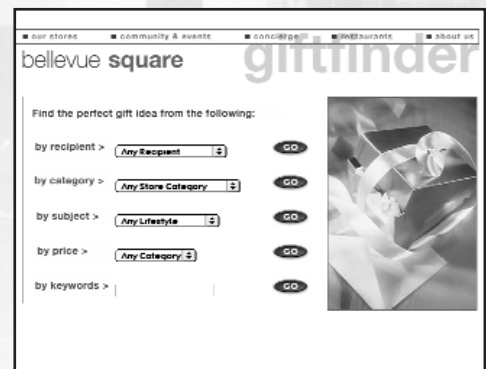 our stores community & events concierge restaurants about us
bellevue square giftfinder
Find the perfect gift idea from the following:
by recipient > Any Recipient GO
by category > Any Store Category GO
by subject > Any Lifestyle GO
by price > Any Category GO
by keywords > GO